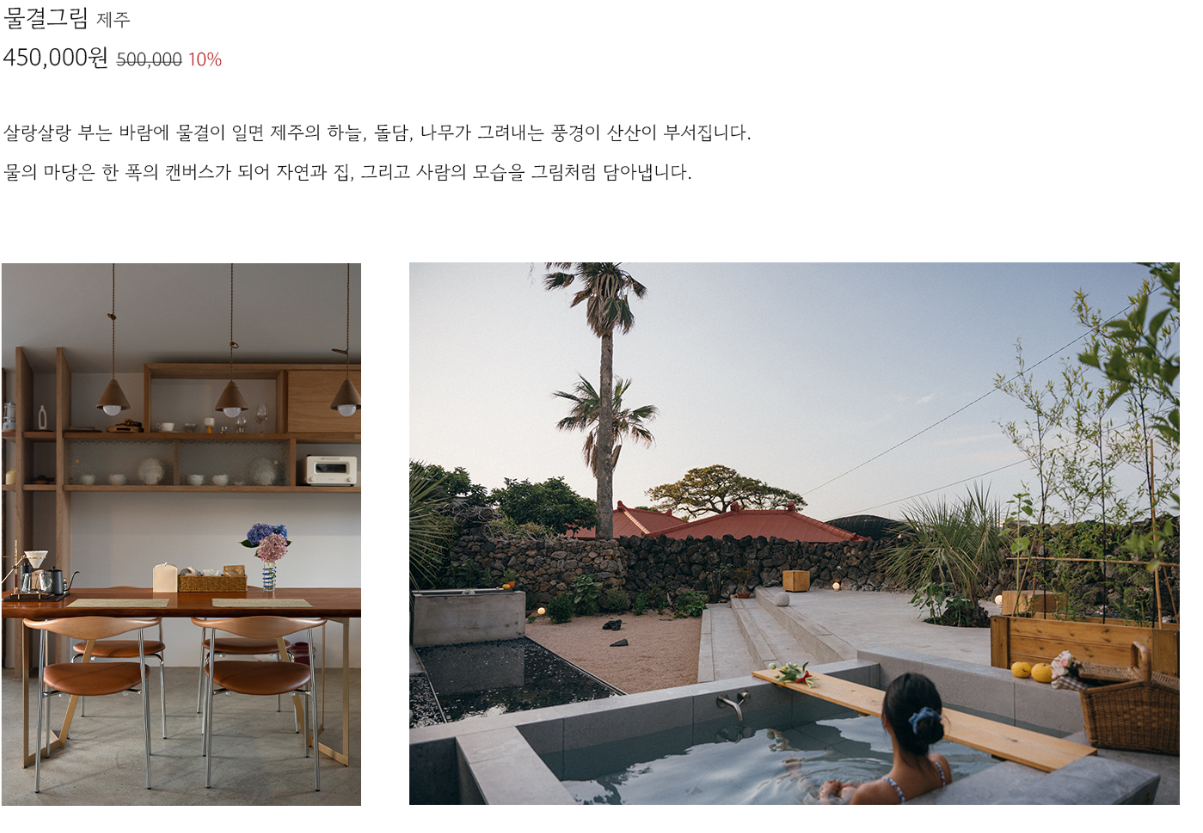 물결그림 제주
450,000원 500,000 10%
살랑살랑 부는 바람에 물결이 일면 제주의 하늘, 돌담, 나무가 그려내는 풍경이 산산이 부서집니다.
물의 마당은 한 폭의 캔버스가 되어 자연과 집, 그리고 사람의 모습을 그림처럼 담아냅니다.